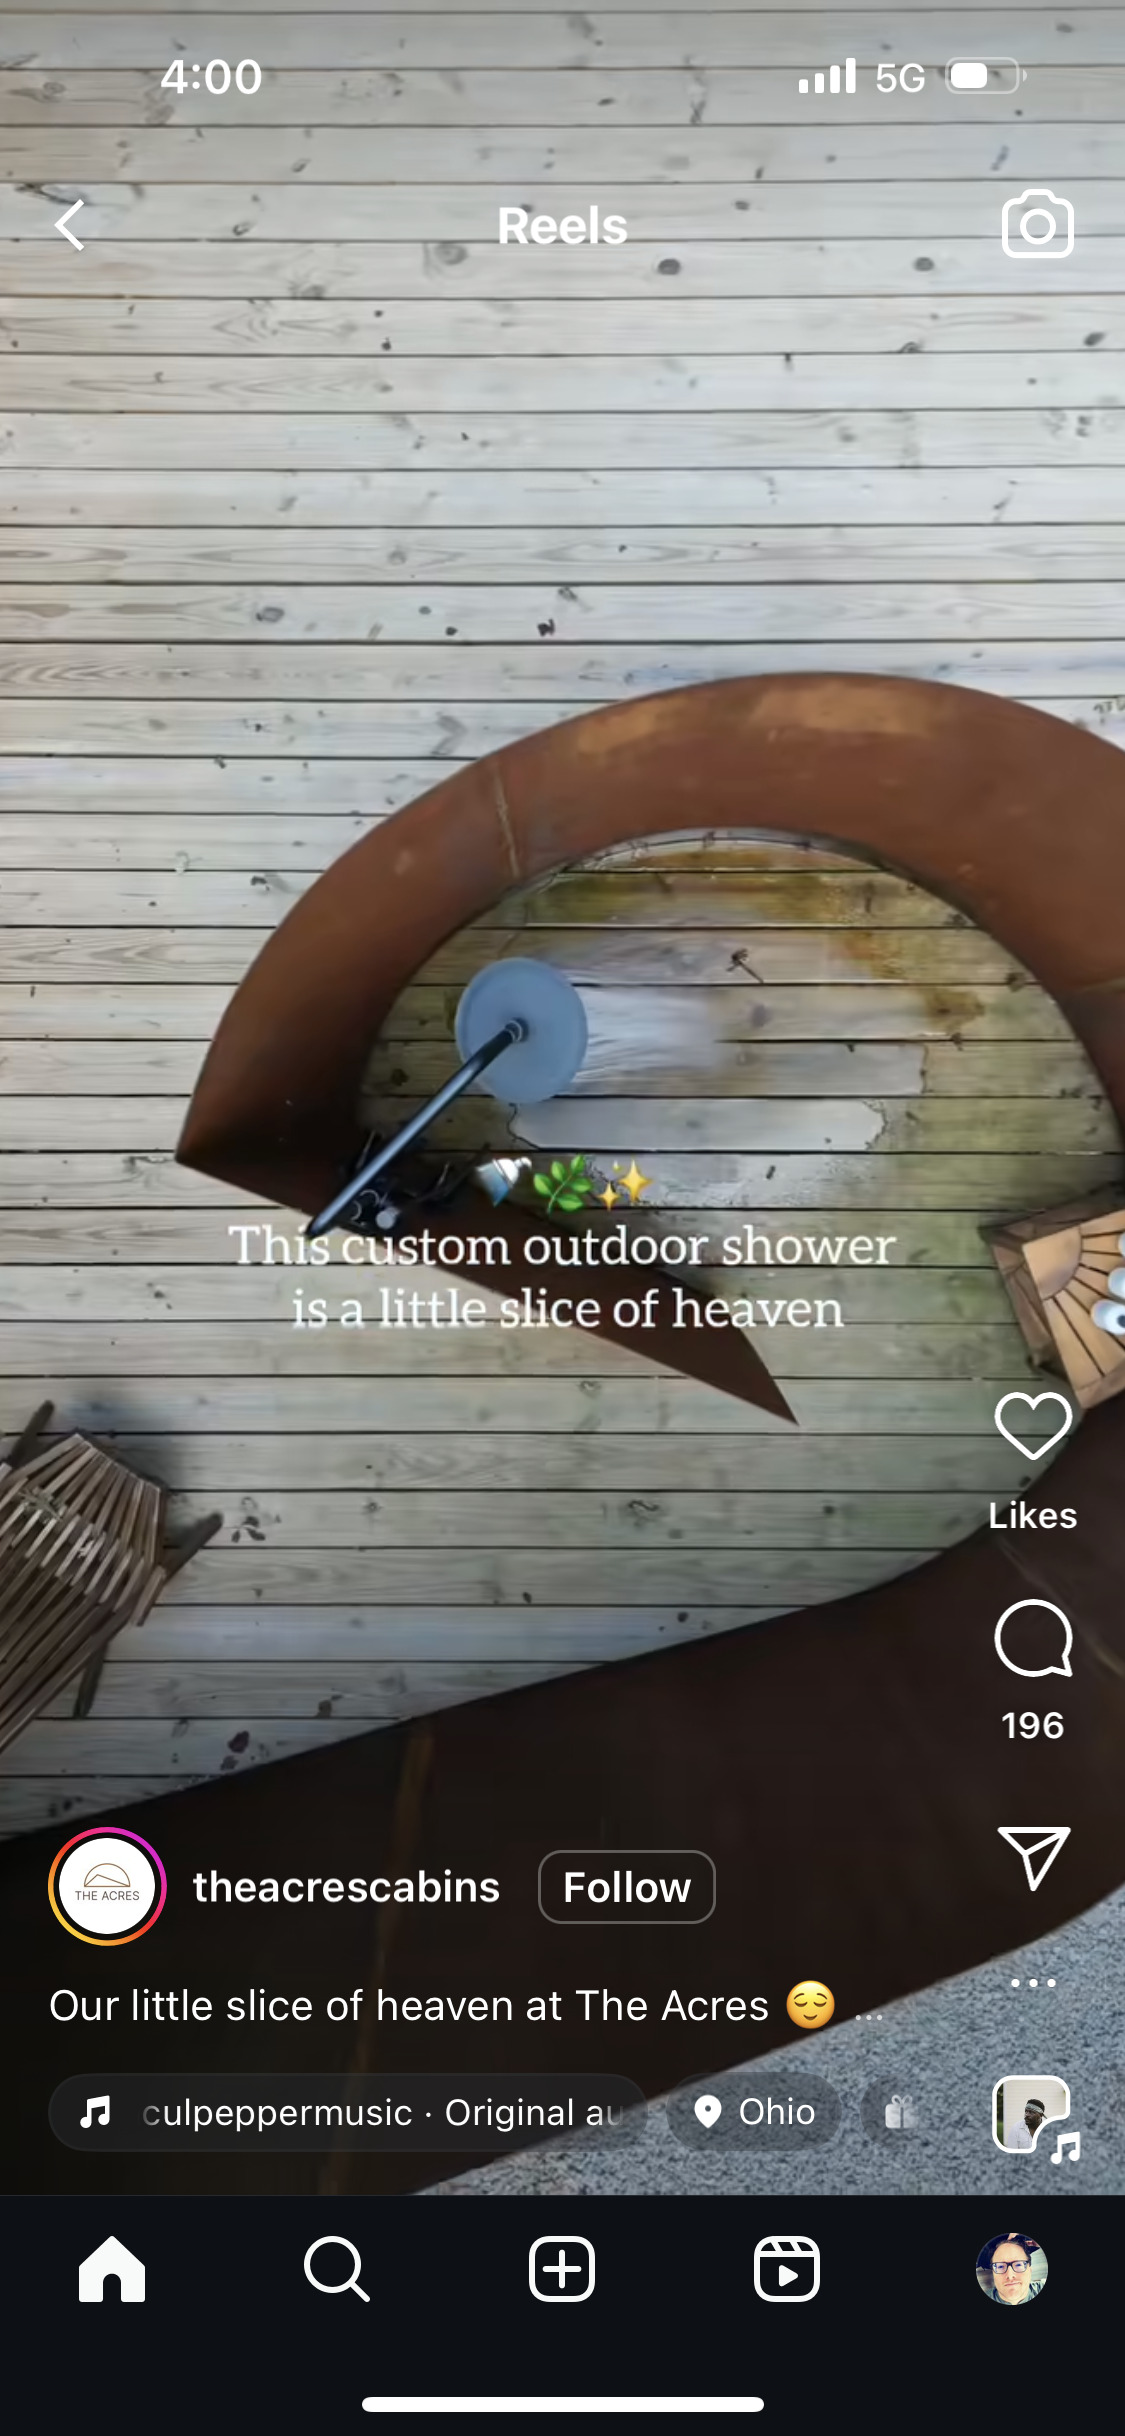 4:00
5G
Reels
🚿🌿✨
This custom outdoor shower
is a little slice of heaven
Likes
196
THE ACRES
theacrescabins
Follow
Our little slice of heaven at The Acres 😌 ...
culpeppermusic · Original au
Ohio